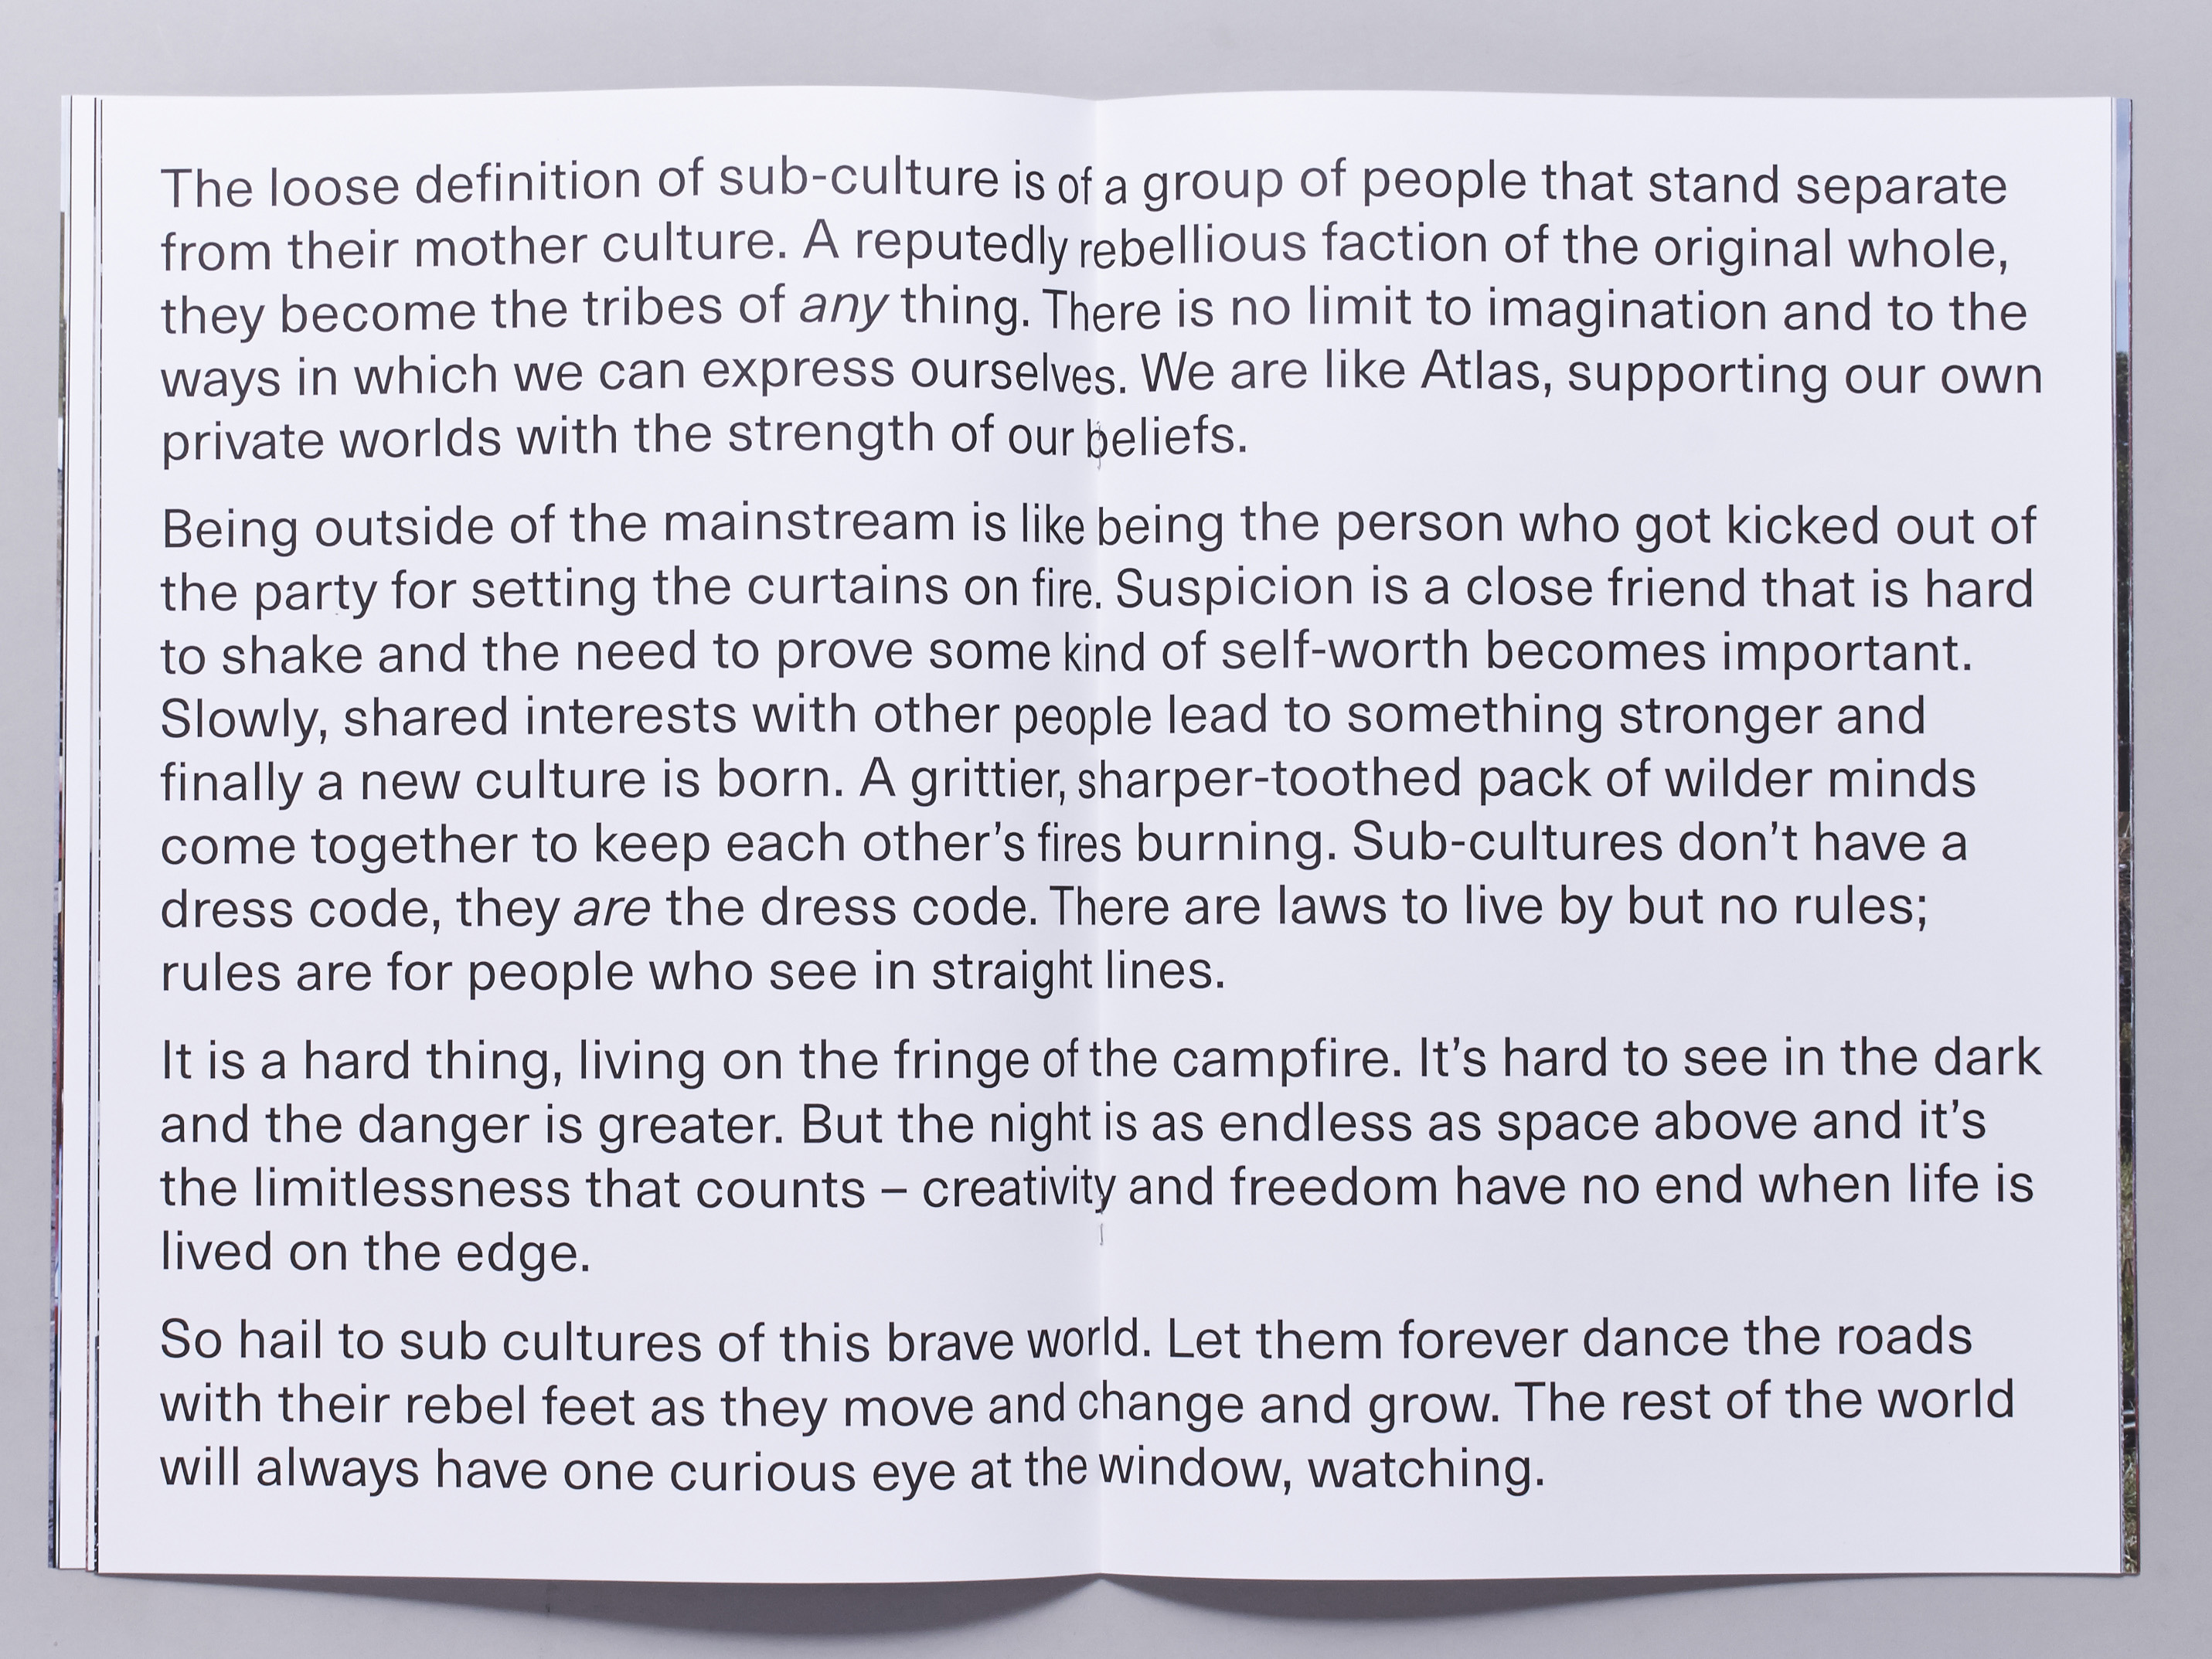 The loose definition of sub-culture is of a group of people that stand separate
from their mother culture. A reputedly rebellious faction of the original whole,
they become the tribes of any thing. There is no limit to imagination and to the
ways in which we can express ourselves. We are like Atlas, supporting our own
private worlds with the strength of our beliefs.
Being outside of the mainstream is like being the person who got kicked out of
the party for setting the curtains on fire. Suspicion is a close friend that is hard
to shake and the need to prove some kind of self-worth becomes important.
Slowly, shared interests with other people lead to something stronger and
finally a new culture is born. A grittier, sharper-toothed pack of wilder minds
come together to keep each other’s fires burning. Sub-cultures don’t have a
dress code, they are the dress code. There are laws to live by but no rules;
rules are for people who see in straight lines.
It is a hard thing, living on the fringe of the campfire. It’s hard to see in the dark
and the danger is greater. But the night is as endless as space above and it’s
the limitlessness that counts – creativity and freedom have no end when life is
lived on the edge.
So hail to sub cultures of this brave world. Let them forever dance the roads
with their rebel feet as they move and change and grow. The rest of the world
will always have one curious eye at the window, watching.